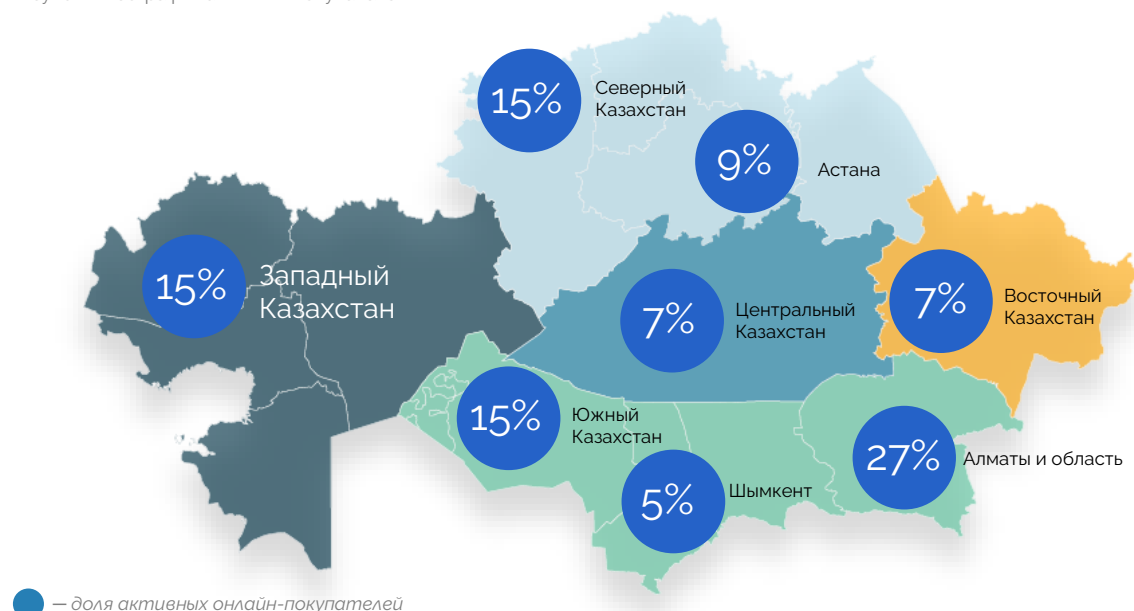 15%
Северный
Казахстан
9%
Астана
15%
Западный
Казахстан
7%
Центральный
Казахстан
7%
Восточный
Казахстан
15%
Южный
Казахстан
5%
Шымкент
27%
Алматы и область
— доля активных онлайн-покупателей